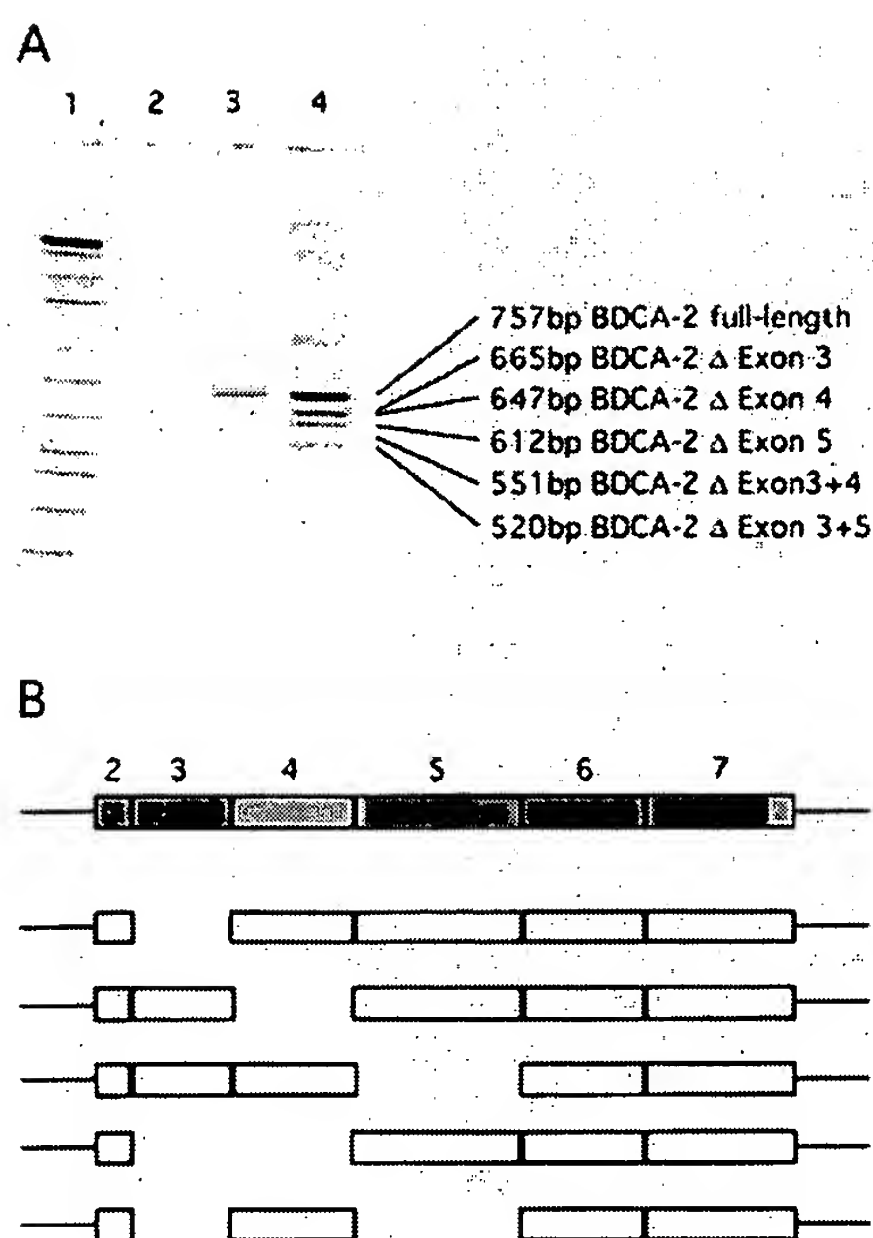 A
1 2 3 4
757bp BDCA-2 full-length
665bp BDCA-2 Δ Exon 3
647bp BDCA-2 Δ Exon 4
612bp BDCA-2 Δ Exon 5
551bp BDCA-2 Δ Exon3+4
520bp BDCA-2 Δ Exon 3+5
B
2 3 4 5 6 7